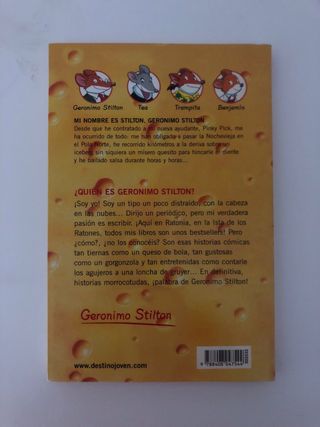 Geronimo Stilton Tea Trampita Benjamín
MI NOMBRE ES STILTON, GERONIMO STILTON
Desde que he contratado a mi nueva ayudante, Pinky Pick, me
ha ocurrido de todo: me han obligado a pasar la Nochevieja en
el Polo Norte, he recorrido kilómetros a la deriva sobre un
iceberg sin siquiera un mísero quesito para hincarle el diente
y he bailado salsa durante horas y horas...
¿QUIÉN ES GERONIMO STILTON?
¡Soy yo! Soy un tipo un poco distraído, con la cabeza
en las nubes... Dirijo un periódico, pero mi verdadera
pasión es escribir. ¡Aquí en Ratonia, en la Isla de los
Ratones, todos mis libros son unos bestsellers! Pero
¿cómo?, ¿no los conocéis? Son esas historias cómicas
tan tiernas como un queso de bola, tan gustosas
como un gorgonzola y tan entretenidas como contarle
los agujeros a una loncha de gruyer... En definitiva,
historias morrocotudas, ¡palabra de Geronimo Stilton!
Geronimo Stilton
www.destinojoven.com